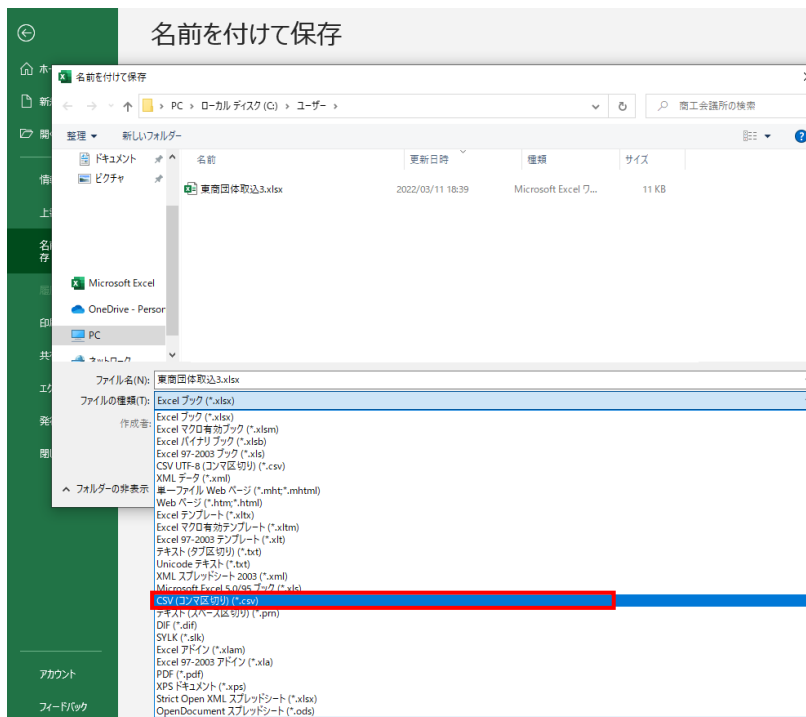 名前を付けて保存
名前を付けて保存
PC › ローカル ディスク (C:) › ユーザー ›
商工会議所の検索
整理
新しいフォルダー
ドキュメント
ピクチャ
名前
更新日時
種類
サイズ
東商団体取込3.xlsx
2022/03/11 18:39
Microsoft Excel ワ...
11 KB
Microsoft Excel
OneDrive - Person
PC
ネットワーク
ファイル名(N):
東商団体取込3.xlsx
ファイルの種類(T):
Excel ブック (*.xlsx)
作成者:
フォルダーの非表示
Excel ブック (*.xlsx)
Excel マクロ有効ブック (*.xlsm)
Excel バイナリ ブック (*.xlsb)
Excel 97-2003 ブック (*.xls)
CSV UTF-8 (コンマ区切り) (*.csv)
XML データ (*.xml)
単一ファイル Web ページ (*.mht;*.mhtml)
Web ページ (*.htm;*.html)
Excel テンプレート (*.xltx)
Excel マクロ有効テンプレート (*.xltm)
Excel 97-2003 テンプレート (*.xlt)
テキスト (タブ区切り) (*.txt)
Unicode テキスト (*.txt)
XML スプレッドシート 2003 (*.xml)
Microsoft Excel 5.0/95 ブック (*.xls)
CSV (コンマ区切り) (*.csv)
テキスト (スペース区切り) (*.prn)
DIF (*.dif)
SYLK (*.slk)
Excel アドイン (*.xlam)
Excel 97-2003 アドイン (*.xla)
PDF (*.pdf)
XPS ドキュメント (*.xps)
Strict Open XML スプレッドシート (*.xlsx)
OpenDocument スプレッドシート (*.ods)
アカウント
フィードバック